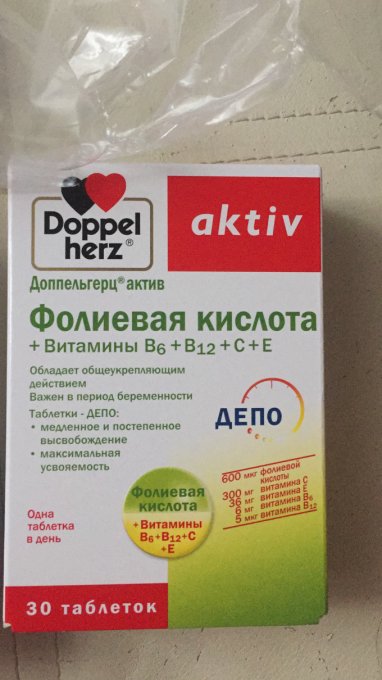 Doppel
herz®
aktiv
Доппельгерц® актив
Фолиевая кислота
+ Витамины B6 + B12 + C + E
Обладает общеукрепляющим
действием
Важен в период беременности
Таблетки - ДЕПО:
• медленное и постепенное
высвобождение
• максимальная
усвояемость
ДЕПО
600 мкг фолиевой
кислоты
300 мг витамина C
36 мг витамина E
6 мг витамина B6
5 мкг витамина B12
Фолиевая
кислота
+ Витамины
B6+B12+C
+E
Одна
таблетка
в день
30 таблеток